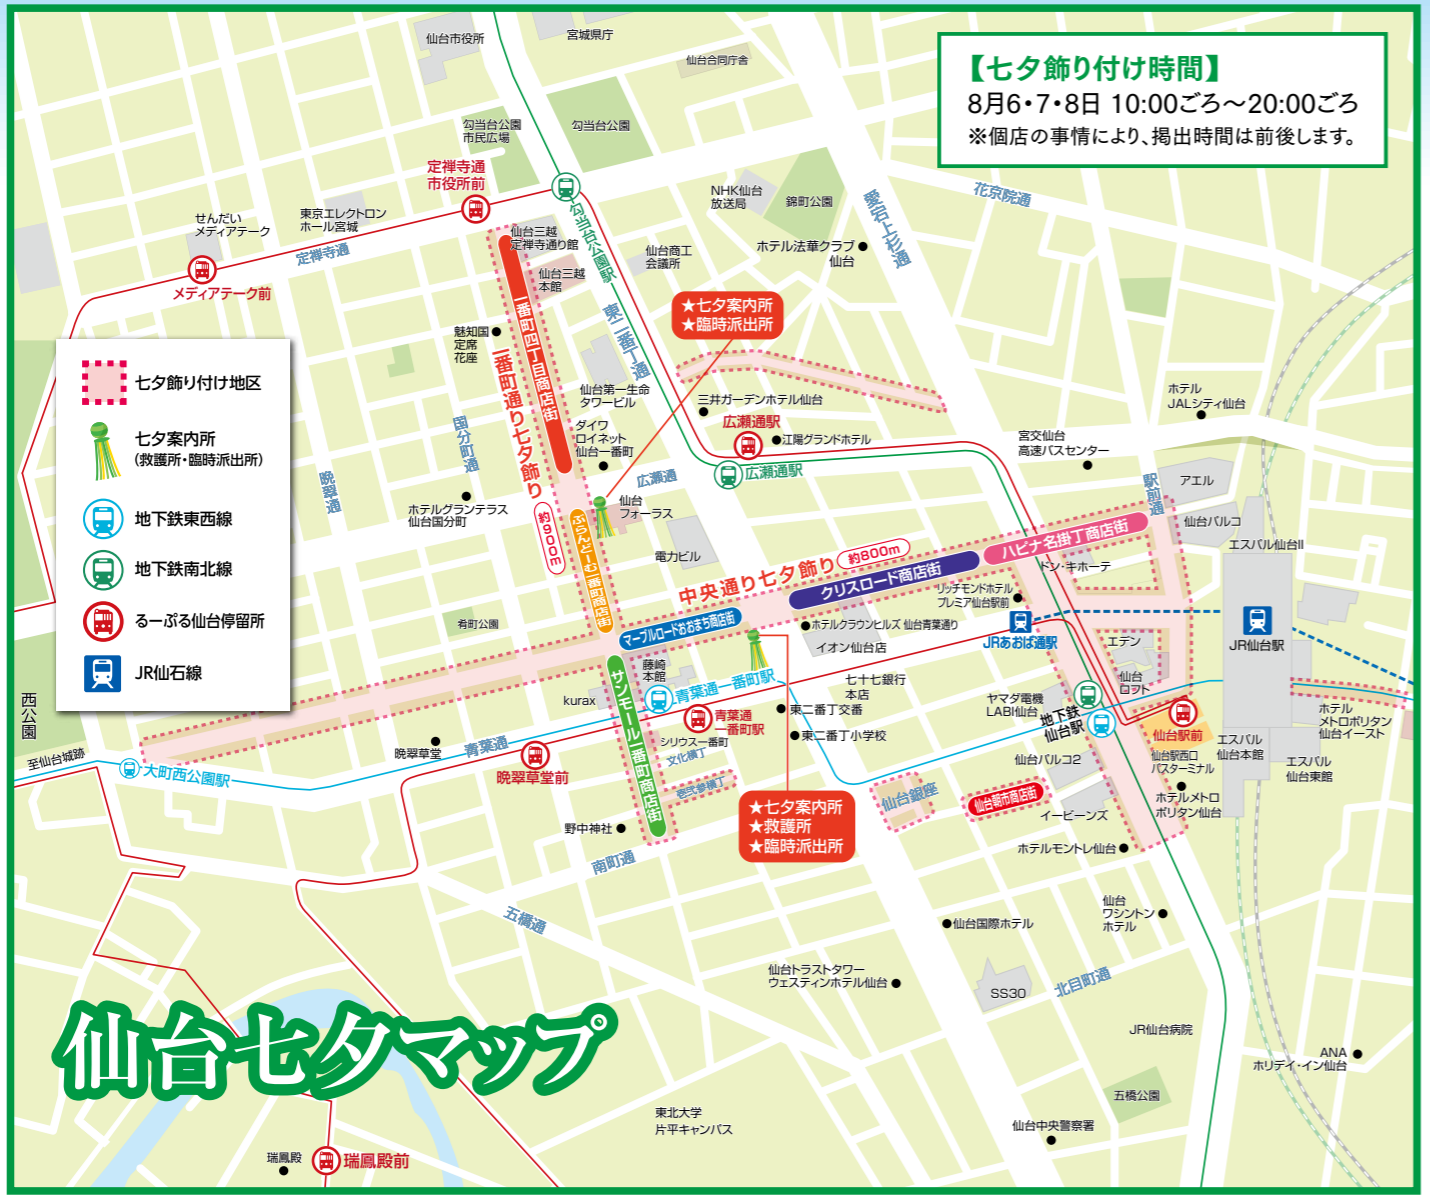 【七夕飾り付け時間】
8月6・7・8日 10:00ごろ～20:00ごろ
※個店の事情により、掲出時間は前後します。
仙台市役所
宮城県庁
仙台合同庁舎
勾当台公園
市民広場
勾当台公園
定禅寺通
市役所前
NHK仙台
放送局
錦町公園
愛宕上杉通
花京院通
せんだい
メディアテーク
東京エレクトロン
ホール宮城
定禅寺通
メディアテーク前
仙台三越
定禅寺通り館
仙台三越
本館
勾当台公園駅
仙台商工
会議所
ホテル法華クラブ
仙台
★七夕案内所
★臨時派出所
東二番丁通
魅知国
定席
花座
一番町四丁目商店街
一番町通り七夕飾り
約900m
仙台第一生命
タワービル
ダイワ
ロイネット
仙台一番町
三井ガーデンホテル仙台
広瀬通駅
江陽グランドホテル
広瀬通駅
広瀬通
ホテル
JALシティ仙台
宮交仙台
高速バスセンター
駅前通
アエル
仙台パルコ
エスパル仙台II
七夕飾り付け地区
七夕案内所
(救護所・臨時派出所)
地下鉄東西線
地下鉄南北線
るーぷる仙台停留所
JR仙石線
晩翠通
国分町通
ホテルグランテラス
仙台国分町
仙台
フォーラス
ぶらんどーむ一番町商店街
電力ビル
中央通り七夕飾り
約800m
ハピナ名掛丁商店街
クリスロード商店街
マーブルロードおおまち商店街
ドン・キホーテ
リッチモンドホテル
プレミア仙台駅前
JRあおば通駅
JR仙台駅
ホテルクラウンヒルズ 仙台青葉通り
イオン仙台店
肴町公園
藤崎
本館
kurax
青葉通一番町駅
青葉通
一番町駅
シリウス一番町
文化横丁
壱弐参横丁
サンモール一番町商店街
七十七銀行
本店
東二番丁交番
東二番丁小学校
エデン
仙台
ロフト
ヤマダ電機
LABI仙台
地下鉄
仙台駅
仙台駅前
仙台駅西口
バスターミナル
エスパル
仙台本館
エスパル
仙台東館
ホテル
メトロポリタン
仙台イースト
西公園
至仙台城跡
大町西公園駅
晩翠草堂
青葉通
晩翠草堂前
仙台パルコ2
ホテルメトロ
ポリタン仙台
イービーンズ
仙台銀座
仙台朝市商店街
ホテルモントレ仙台
★七夕案内所
★救護所
★臨時派出所
野中神社
南町通
五橋通
仙台国際ホテル
仙台
ワシントン
ホテル
仙台トラストタワー
ウェスティンホテル仙台
SS30
北目町通
JR仙台病院
ANA
ホリデイ・イン仙台
五橋公園
仙台中央警察署
東北大学
片平キャンパス
仙台七夕マップ
瑞鳳殿
瑞鳳殿前